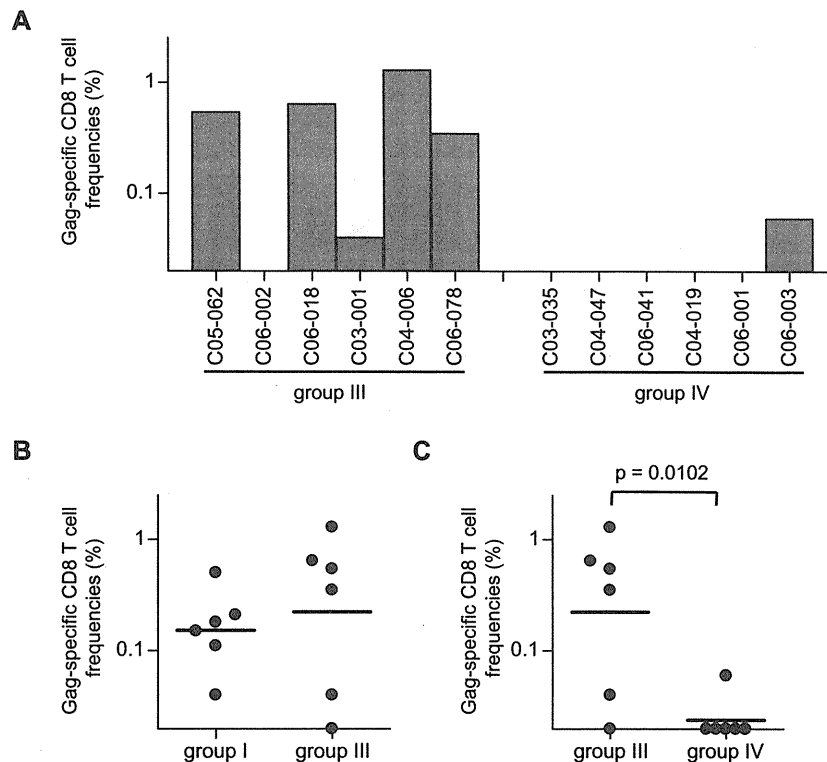 A
Gag-specific CD8 T cell
frequencies (%)
1
0.1
C05-062
C06-002
C06-018
C03-001
C04-006
C06-078
C03-035
C04-047
C06-041
C04-019
C06-001
C06-003
group III
group IV
B
Gag-specific CD8 T cell
frequencies (%)
1
0.1
group I
group III
C
p = 0.0102
Gag-specific CD8 T cell
frequencies (%)
1
0.1
group III
group IV